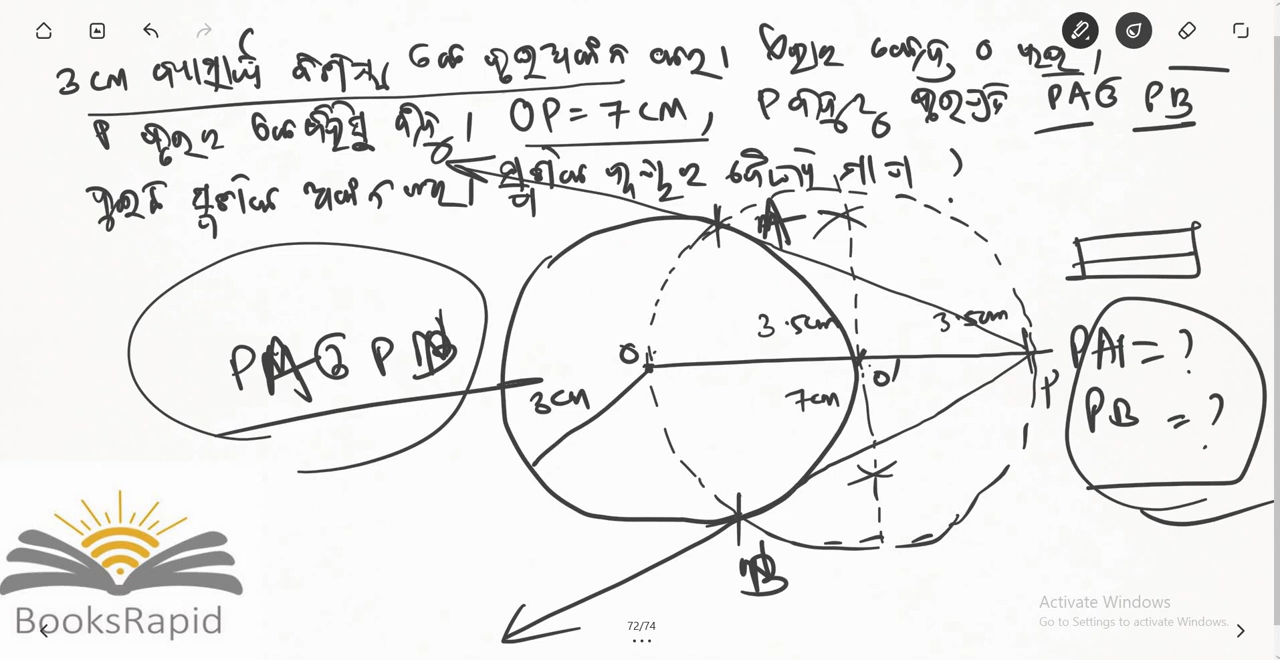 3 CM ବ୍ୟାସାର୍ଦ୍ଧ ବିଶିଷ୍ଟ ଏକ ବୃତ୍ତ ଅଙ୍କନ କର। କେନ୍ଦ୍ର O
P ବୃତ୍ତର ଏକ ବହିଃସ୍ଥ ବିନ୍ଦୁ। OP = 7 CM, P ବିନ୍ଦୁରୁ ବୃତ୍ତ ପ୍ରତି PA ଓ PB
ସ୍ପର୍ଶକ ଅଙ୍କନ କର। ସ୍ପର୍ଶକ ?
A
3.5cm
3.5cm
PA ଓ PB
O
O'
P
PA = ?
3cm
7cm
PB = ?
B
BooksRapid
Activate Windows
Go to Settings to activate Windows.
72/74